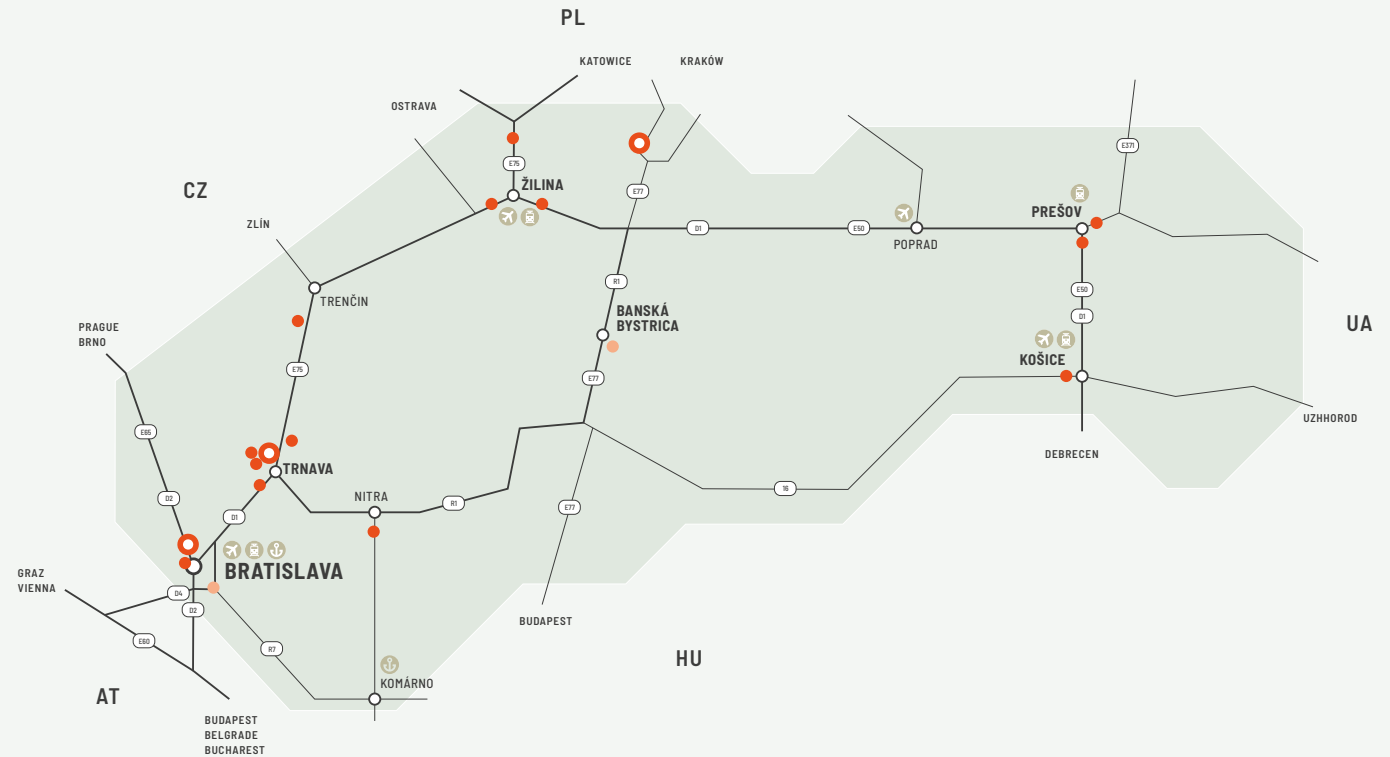 PL
KATOWICE
KRAKÓW
OSTRAVA
E371
E75
ŽILINA
E77
CZ
PREŠOV
ZLÍN
D1
E50
POPRAD
R1
E50
TRENČIN
BANSKÁ
BYSTRICA
D1
UA
PRAGUE
BRNO
KOŠICE
E75
E77
UZHHOROD
E65
DEBRECEN
TRNAVA
16
D2
NITRA
R1
E77
D1
BRATISLAVA
GRAZ
VIENNA
D4
D2
BUDAPEST
E60
R7
HU
KOMÁRNO
AT
BUDAPEST
BELGRADE
BUCHAREST